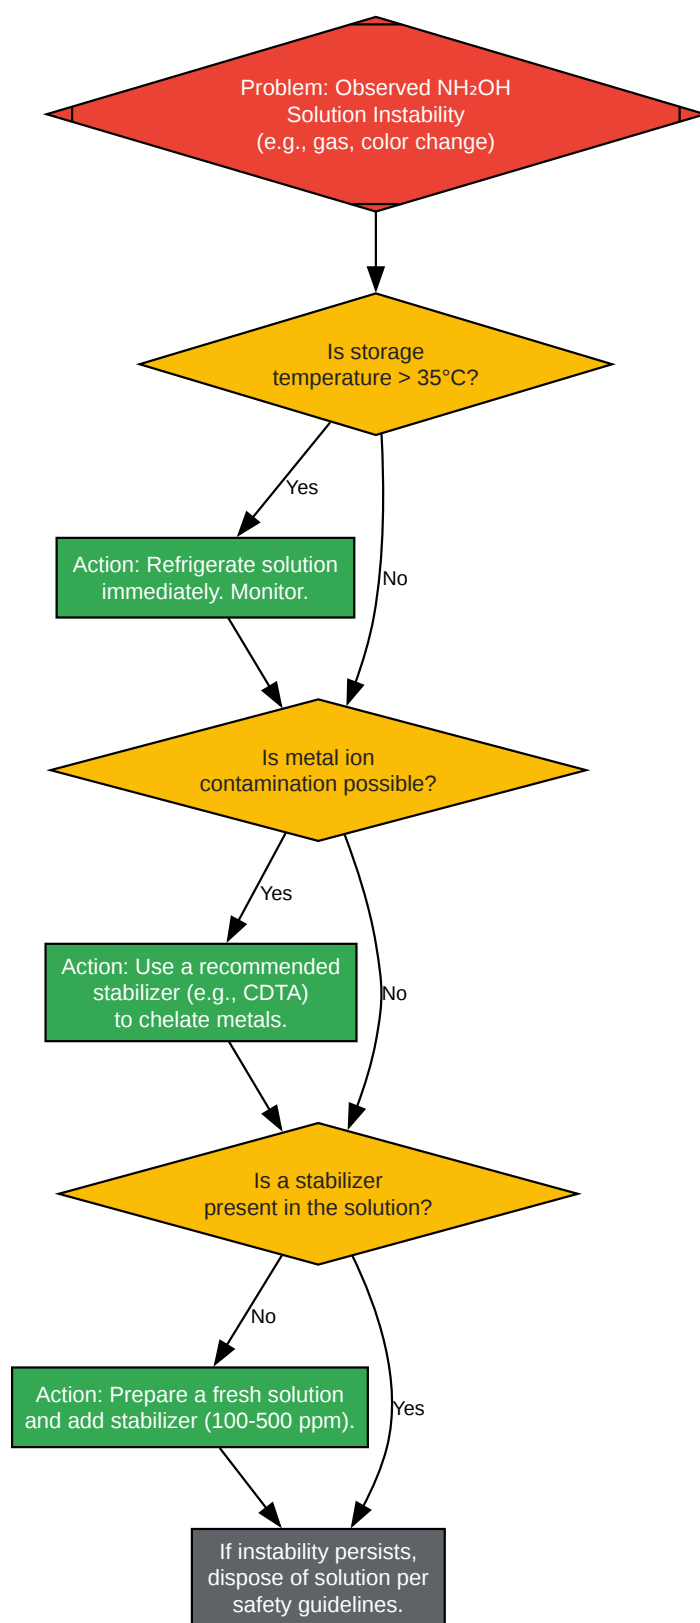 Problem: Observed NH₂OH
Solution Instability
(e.g., gas, color change)
Is storage
temperature > 35°C?
Yes
Action: Refrigerate solution
immediately. Monitor.
No
Is metal ion
contamination possible?
Yes
Action: Use a recommended
stabilizer (e.g., CDTA)
to chelate metals.
No
Is a stabilizer
present in the solution?
No
Action: Prepare a fresh solution
and add stabilizer (100-500 ppm).
Yes
If instability persists,
dispose of solution per
safety guidelines.